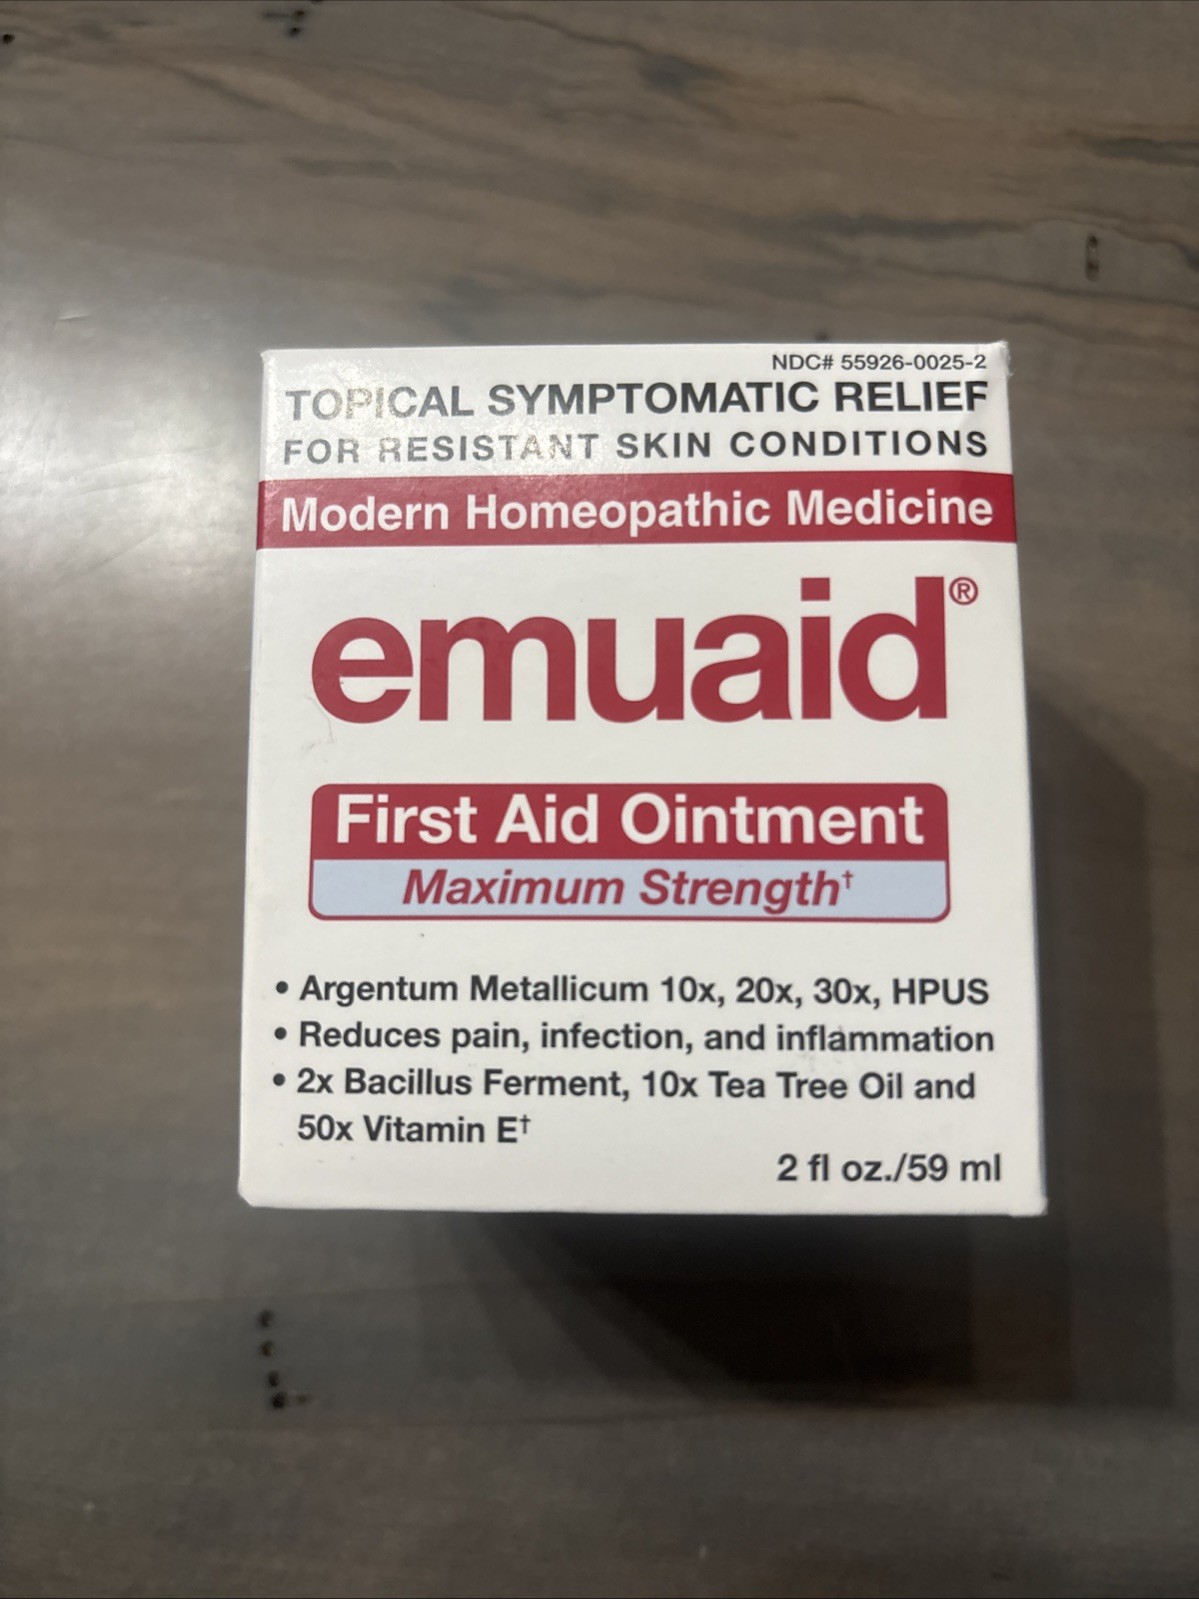 NDC# 55926-0025-2
TOPICAL SYMPTOMATIC RELIEF
FOR RESISTANT SKIN CONDITIONS
Modern Homeopathic Medicine
emuaid®
First Aid Ointment
Maximum Strength†
• Argentum Metallicum 10x, 20x, 30x, HPUS
• Reduces pain, infection, and inflammation
• 2x Bacillus Ferment, 10x Tea Tree Oil and
50x Vitamin E†
2 fl oz./59 ml